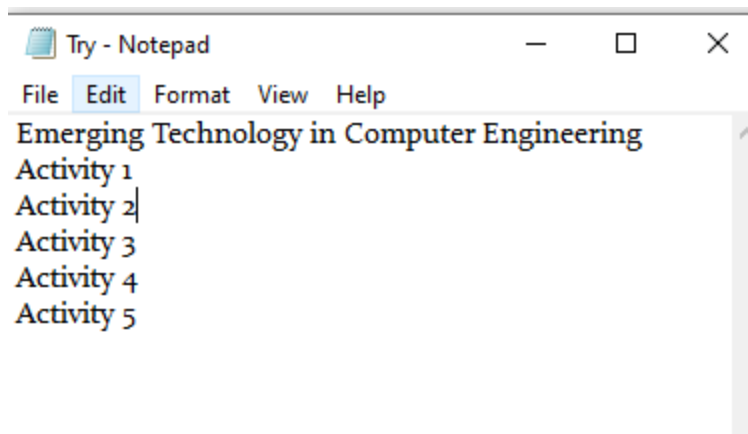 Try - Notepad
File Edit Format View Help
Emerging Technology in Computer Engineering
Activity 1
Activity 2
Activity 3
Activity 4
Activity 5